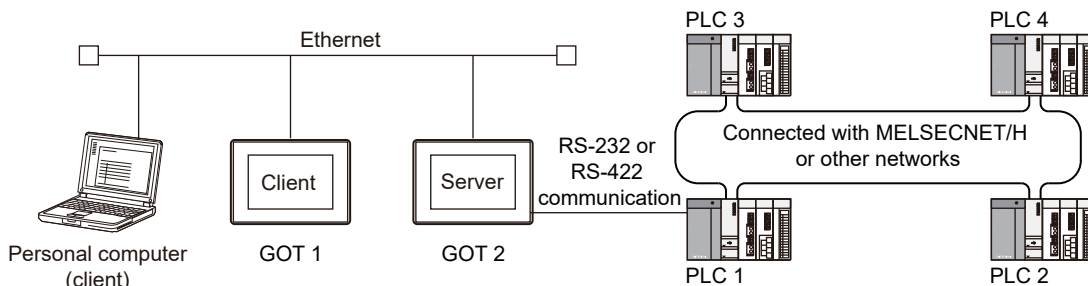 PLC 3
PLC 4
Ethernet
Connected with MELSECNET/H
or other networks
RS-232 or
RS-422
communication
Client
Server
Personal computer
(client)
GOT 1
GOT 2
PLC 1
PLC 2